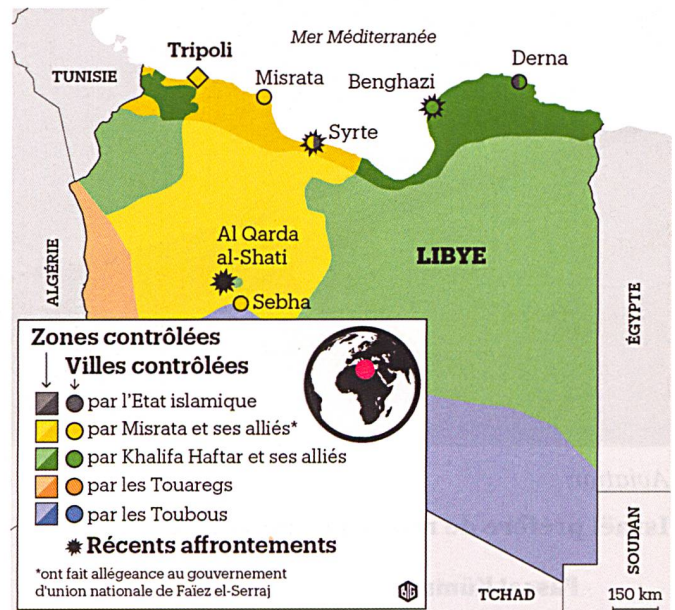 Mer Méditerranée
Tripoli
Derna
TUNISIE
Misrata
Benghazi
Syrte
Al Qarda
al-Shati
LIBYE
ALGÉRIE
Sebha
ÉGYPTE
Zones contrôlées
Villes contrôlées
par l'Etat islamique
par Misrata et ses alliés*
par Khalifa Haftar et ses alliés
par les Touaregs
par les Toubous
Récents affrontements
*ont fait allégeance au gouvernement
d'union nationale de Faïez el-Serraj
SOUDAN
TCHAD
150 km